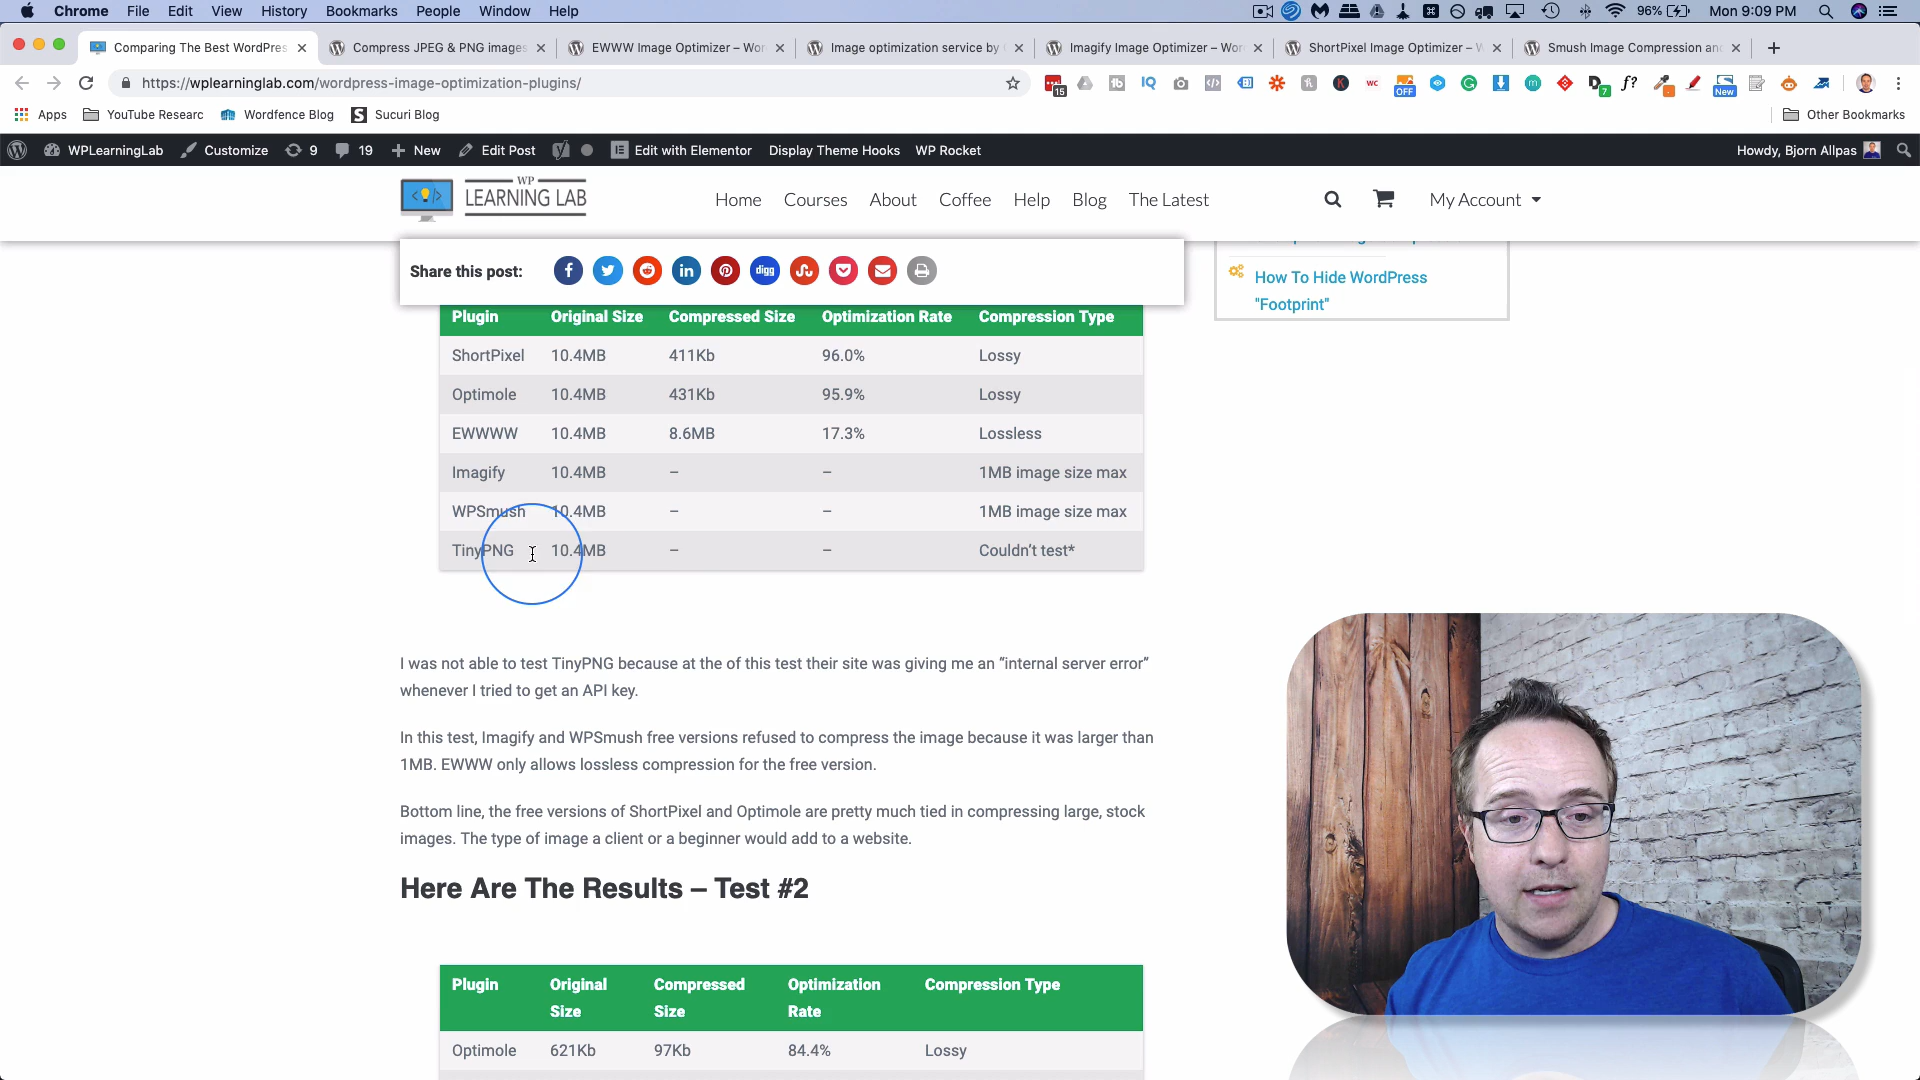 Chrome File Edit View History Bookmarks People Window Help 96% Mon 9:09 PM
Comparing The Best WordPres Compress JPEG & PNG images EWWW Image Optimizer – Wor Image optimization service by Imagify Image Optimizer – Wor ShortPixel Image Optimizer – Smush Image Compression an
https://wplearninglab.com/wordpress-image-optimization-plugins/
Apps YouTube Researc Wordfence Blog Sucuri Blog Other Bookmarks
WPLearningLab Customize 9 19 New Edit Post Edit with Elementor Display Theme Hooks WP Rocket Howdy, Bjorn Allpas
WP
LEARNING LAB
Home Courses About Coffee Help Blog The Latest My Account
Share this post:
How To Hide WordPress
"Footprint"
Plugin Original Size Compressed Size Optimization Rate Compression Type
ShortPixel 10.4MB 411Kb 96.0% Lossy
Optimole 10.4MB 431Kb 95.9% Lossy
EWWW 10.4MB 8.6MB 17.3% Lossless
Imagify 10.4MB – – 1MB image size max
WPSmush 10.4MB – – 1MB image size max
TinyPNG 10.4MB – – Couldn't test*
I was not able to test TinyPNG because at the of this test their site was giving me an “internal server error”
whenever I tried to get an API key.
In this test, Imagify and WPSmush free versions refused to compress the image because it was larger than
1MB. EWWW only allows lossless compression for the free version.
Bottom line, the free versions of ShortPixel and Optimole are pretty much tied in compressing large, stock
images. The type of image a client or a beginner would add to a website.
Here Are The Results – Test #2
Plugin Original Size Compressed Size Optimization Rate Compression Type
Optimole 621Kb 97Kb 84.4% Lossy